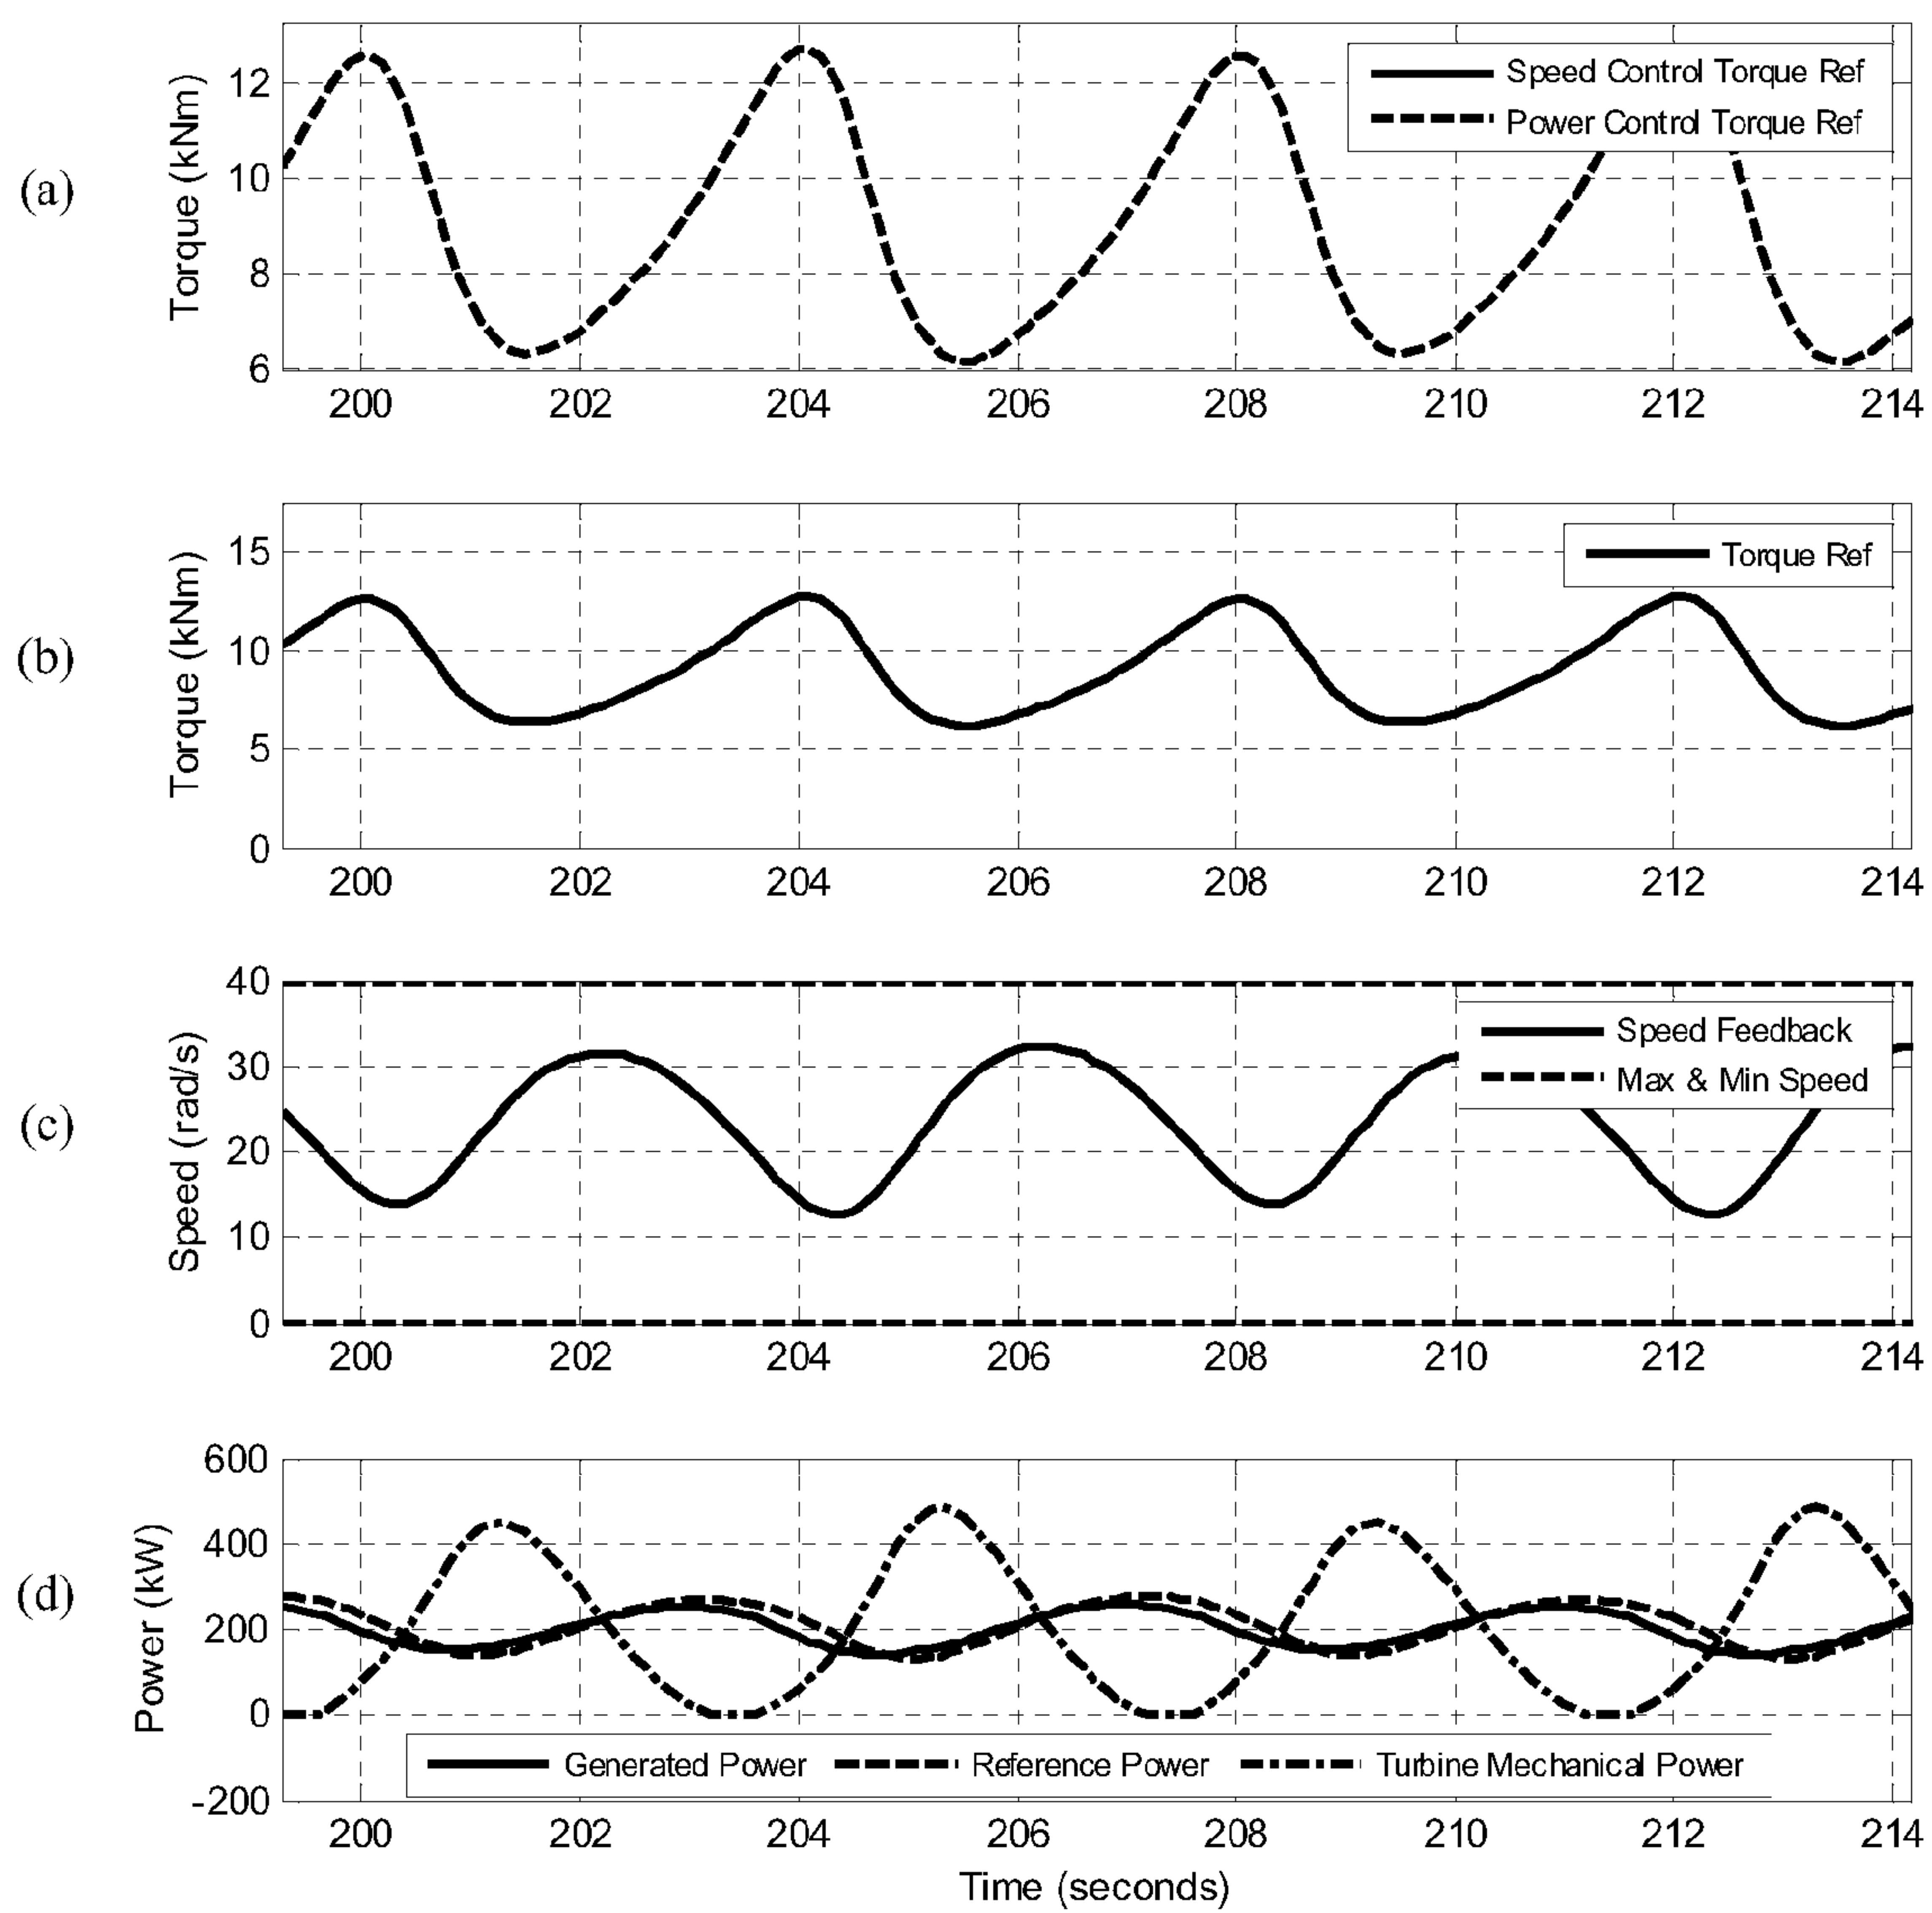 (a)
Torque (kNm)
12
10
8
6
Speed Control Torque Ref
Power Control Torque Ref
200 202 204 206 208 210 212 214
(b)
Torque (kNm)
15
10
5
0
Torque Ref
200 202 204 206 208 210 212 214
(c)
Speed (rad/s)
40
30
20
10
0
Speed Feedback
Max & Min Speed
200 202 204 206 208 210 212 214
(d)
Power (kW)
600
400
200
0
-200
Generated Power Reference Power Turbine Mechanical Power
200 202 204 206 208 210 212 214
Time (seconds)